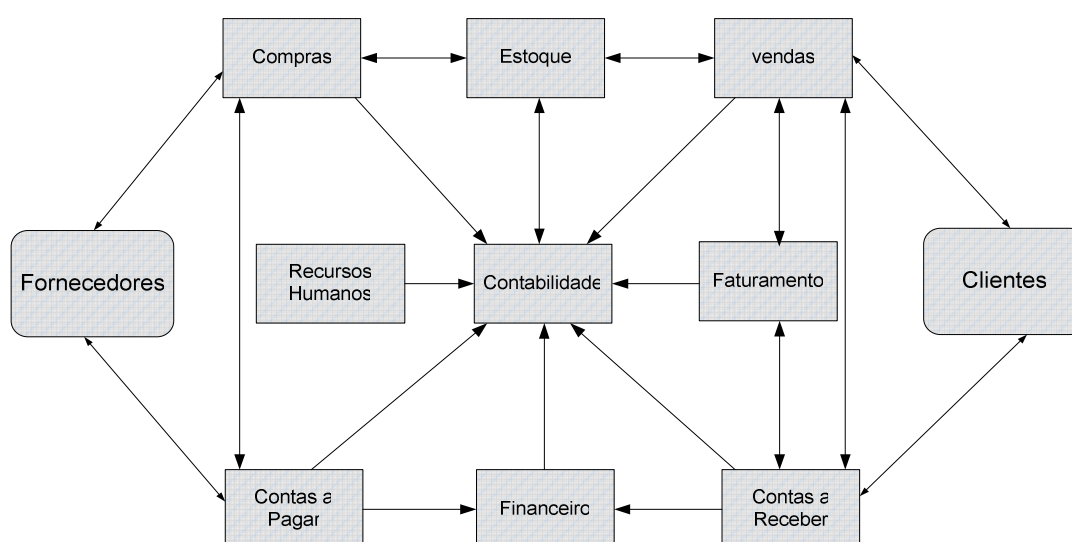 Compras
Estoque
vendas
Fornecedores
Recursos
Humanos
Contabilidade
Faturamento
Clientes
Contas a
Pagar
Financeiro
Contas a
Receber